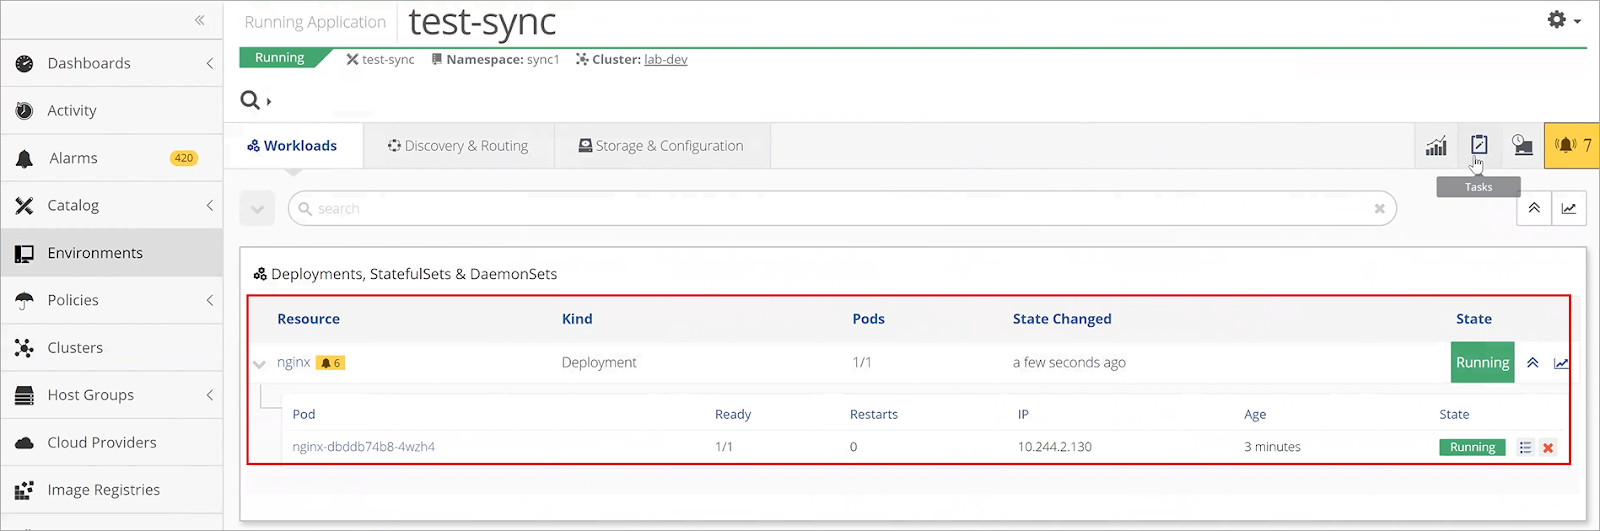 «
Running Application test-sync
Running test-sync Namespace: sync1 Cluster: lab-dev
Dashboards
Activity
Alarms 420
Catalog
Environments
Policies
Clusters
Host Groups
Cloud Providers
Image Registries
Workloads Discovery & Routing Storage & Configuration 7
Tasks
search
Deployments, StatefulSets & DaemonSets
Resource Kind Pods State Changed State
nginx 6 Deployment 1/1 a few seconds ago Running
Pod Ready Restarts IP Age State
nginx-dbddb74b8-4wzh4 1/1 0 10.244.2.130 3 minutes Running